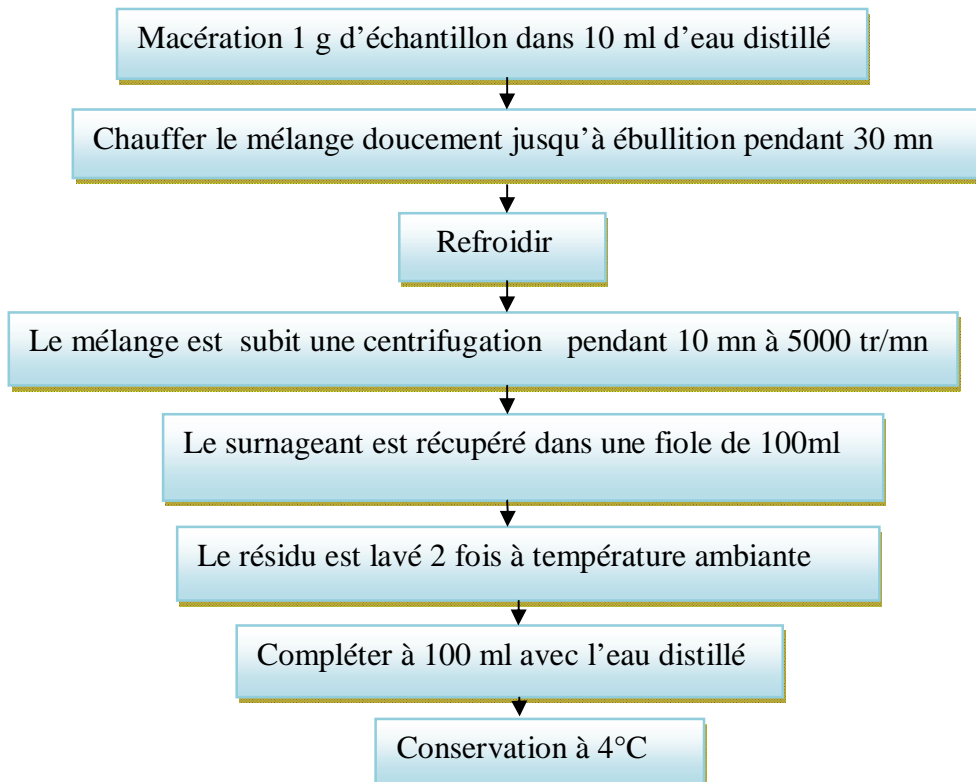 Macération 1 g d’échantillon dans 10 ml d’eau distillé
Chauffer le mélange doucement jusqu’à ébullition pendant 30 mn
Refroidir
Le mélange est subit une centrifugation pendant 10 mn à 5000 tr/mn
Le surnageant est récupéré dans une fiole de 100ml
Le résidu est lavé 2 fois à température ambiante
Compléter à 100 ml avec l’eau distillé
Conservation à 4°C